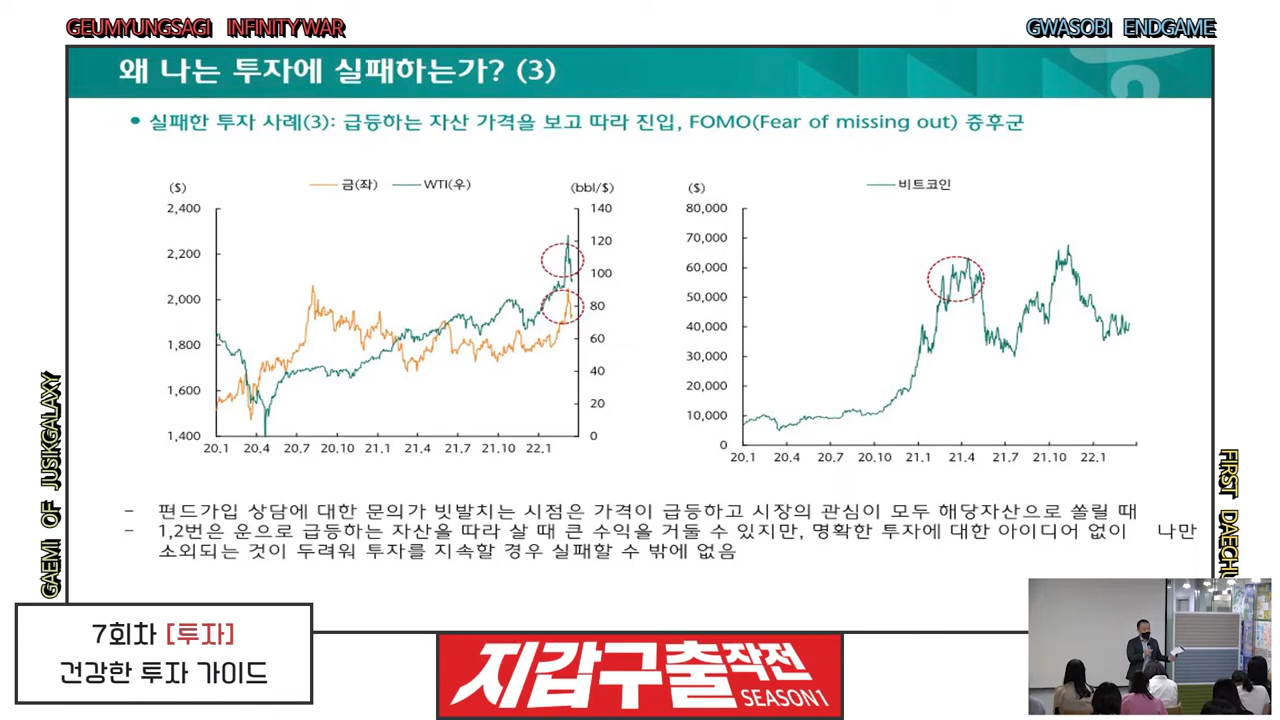 GEUMYUNGSAGI INFINITY WAR
GWASOBI ENDGAME
왜 나는 투자에 실패하는가? (3)
• 실패한 투자 사례(3): 급등하는 자산 가격을 보고 따라 진입, FOMO(Fear of missing out) 증후군
($)
금(좌)
WTI(우)
(bbl/$)
2,400
2,200
2,000
1,800
1,600
1,400
140
120
100
80
60
40
20
0
20.1
20.4
20.7
20.10
21.1
21.4
21.7
21.10
22.1
($)
비트코인
80,000
70,000
60,000
50,000
40,000
30,000
20,000
10,000
0
20.1
20.4
20.7
20.10
21.1
21.4
21.7
21.10
22.1
- 펀드가입 상담에 대한 문의가 빗발치는 시점은 가격이 급등하고 시장의 관심이 모두 해당자산으로 쏠릴 때
- 1,2번은 운으로 급등하는 자산을 따라 살 때 큰 수익을 거둘 수 있지만, 명확한 투자에 대한 아이디어 없이 나만
소외되는 것이 두려워 투자를 지속할 경우 실패할 수 밖에 없음
GAEMI OF JUSIKGALAXY
FIRST DAECHU
7회차 [투자]
건강한 투자 가이드
지갑구출작전
SEASON1